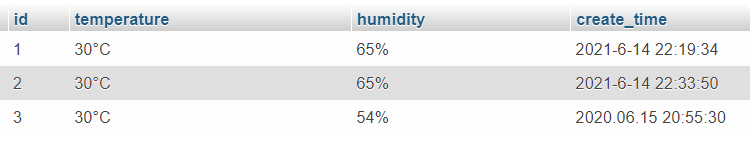 id temperature humidity create_time
1 30°C 65% 2021-6-14 22:19:34
2 30°C 65% 2021-6-14 22:33:50
3 30°C 54% 2020.06.15 20:55:30